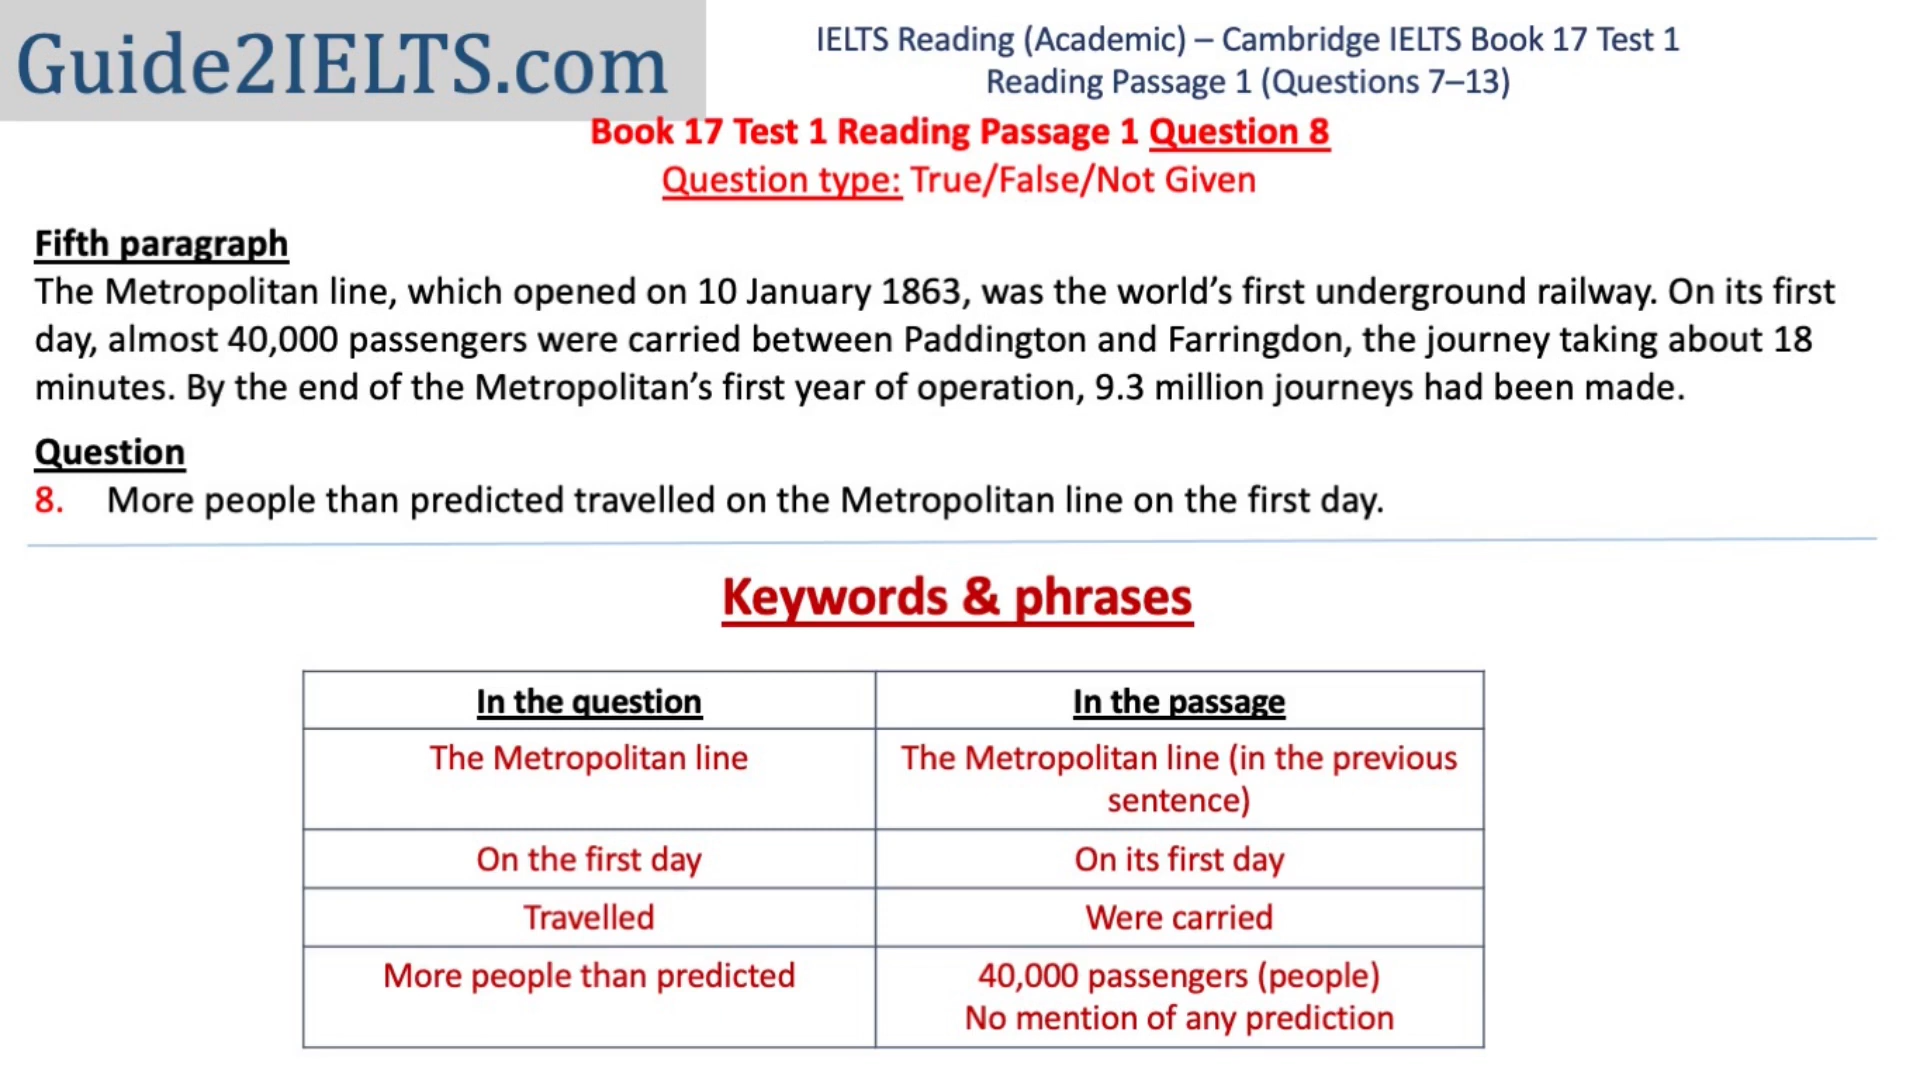 Guide2IELTS.com
IELTS Reading (Academic) – Cambridge IELTS Book 17 Test 1
Reading Passage 1 (Questions 7–13)
Book 17 Test 1 Reading Passage 1 Question 8
Question type: True/False/Not Given
Fifth paragraph
The Metropolitan line, which opened on 10 January 1863, was the world’s first underground railway. On its first
day, almost 40,000 passengers were carried between Paddington and Farringdon, the journey taking about 18
minutes. By the end of the Metropolitan’s first year of operation, 9.3 million journeys had been made.
Question
8. More people than predicted travelled on the Metropolitan line on the first day.
Keywords & phrases
In the question
In the passage
The Metropolitan line
The Metropolitan line (in the previous
sentence)
On the first day
On its first day
Travelled
Were carried
More people than predicted
40,000 passengers (people)
No mention of any prediction